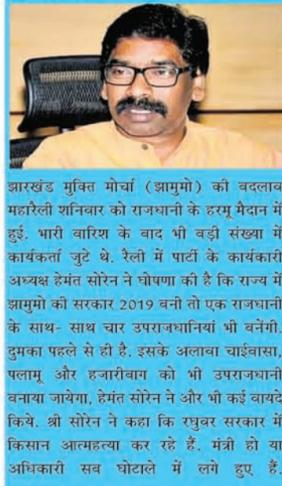 झारखंड मुक्ति मोर्चा (झामुमो) की बदलाव
महारैली शनिवार को राजधानी के हरमू मैदान में
हुई. भारी बारिश के बाद भी बड़ी संख्या में
कार्यकर्ता जुटे थे. रैली में पार्टी के कार्यकारी
अध्यक्ष हेमंत सोरेन ने घोषणा की है कि राज्य में
झामुमो की सरकार 2019 बनी तो एक राजधानी
के साथ- साथ चार उपराजधानियां भी बनेंगी.
दुमका पहले से ही है. इसके अलावा चाईबासा,
पलामू और हजारीबाग को भी उपराजधानी
बनाया जायेगा, हेमंत सोरेन ने और भी कई वायदे
किये. श्री सोरेन ने कहा कि रघुवर सरकार में
किसान आत्महत्या कर रहे हैं. मंत्री हो या
अधिकारी सब घोटाले में लगे हुए हैं.